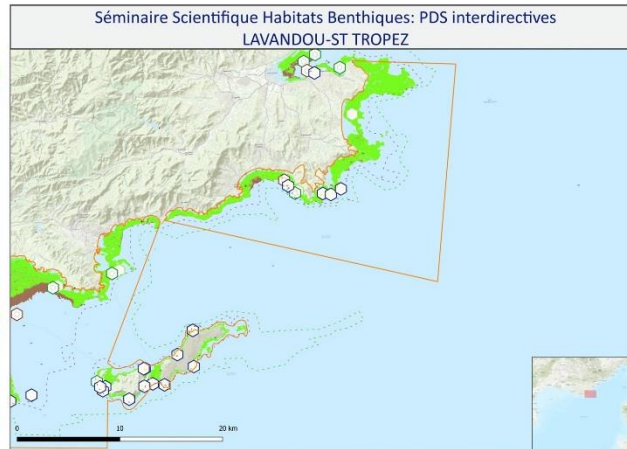 Séminaire Scientifique Habitats Benthiques: PDS interdirectives
LAVANDOU-ST TROPEZ
0
10
20 km